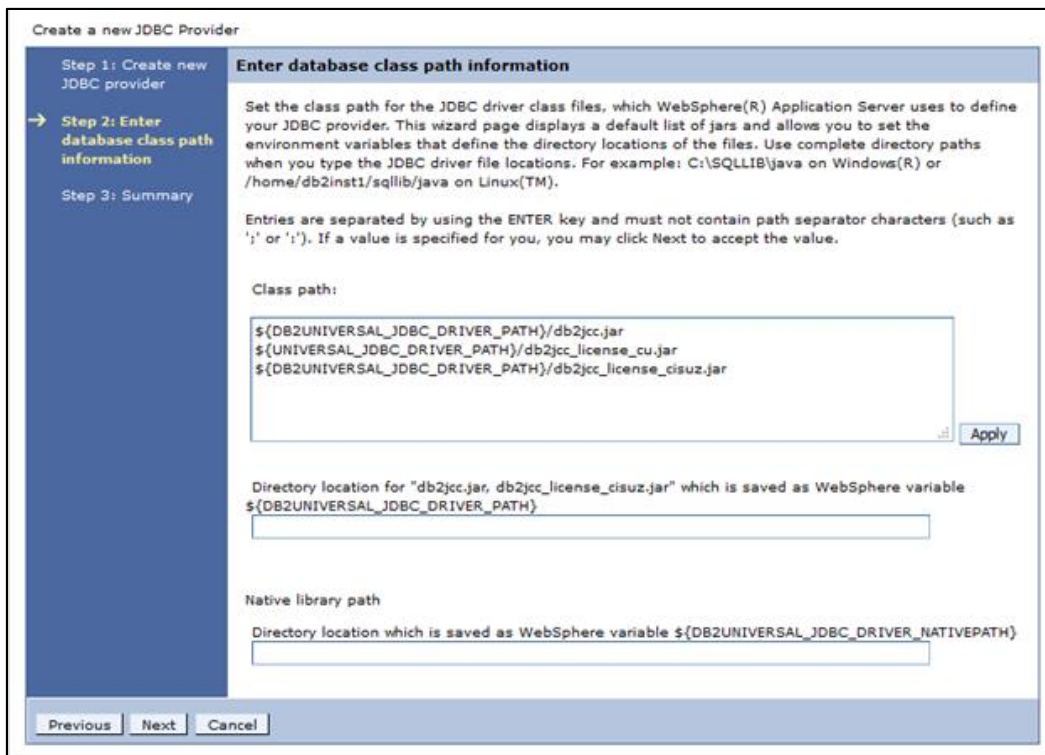 Create a new JDBC Provider
Step 1: Create new
JDBC provider
Step 2: Enter
database class path
information
Step 3: Summary
Enter database class path information
Set the class path for the JDBC driver class files, which WebSphere(R) Application Server uses to define
your JDBC provider. This wizard page displays a default list of jars and allows you to set the
environment variables that define the directory locations of the files. Use complete directory paths
when you type the JDBC driver file locations. For example: C:\SQLLIB\java on Windows(R) or
/home/db2inst1/sqllib/java on Linux(TM).
Entries are separated by using the ENTER key and must not contain path separator characters (such as
';' or ':'). If a value is specified for you, you may click Next to accept the value.
Class path:
${DB2UNIVERSAL_JDBC_DRIVER_PATH}/db2jcc.jar
${UNIVERSAL_JDBC_DRIVER_PATH}/db2jcc_license_cu.jar
${DB2UNIVERSAL_JDBC_DRIVER_PATH}/db2jcc_license_cisuz.jar
Apply
Directory location for "db2jcc.jar, db2jcc_license_cisuz.jar" which is saved as WebSphere variable
${DB2UNIVERSAL_JDBC_DRIVER_PATH}
Native library path
Directory location which is saved as WebSphere variable ${DB2UNIVERSAL_JDBC_DRIVER_NATIVEPATH}
Previous Next Cancel